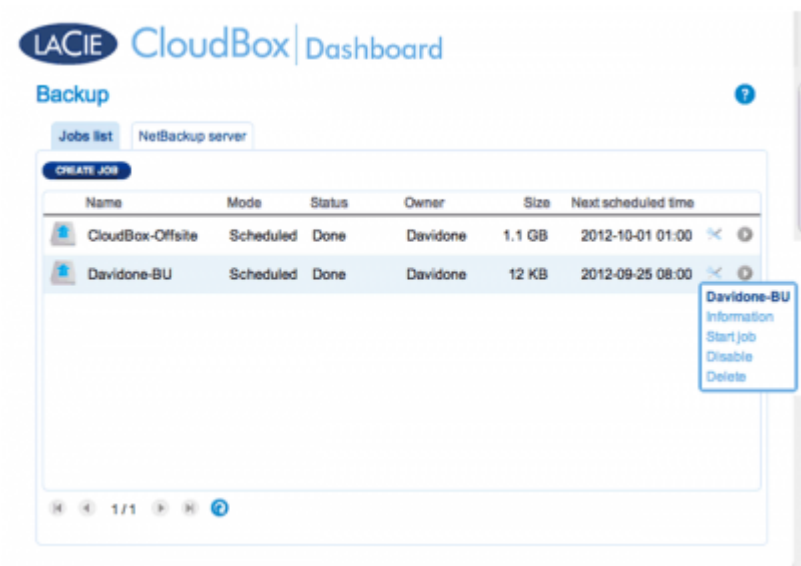 LACIE CloudBox Dashboard
Backup
?
Jobs list NetBackup server
CREATE JOB
Name Mode Status Owner Size Next scheduled time
CloudBox-Offsite Scheduled Done Davidone 1.1 GB 2012-10-01 01:00
Davidone-BU Scheduled Done Davidone 12 KB 2012-09-25 08:00
Davidone-BU
Information
Start job
Disable
Delete
1/1